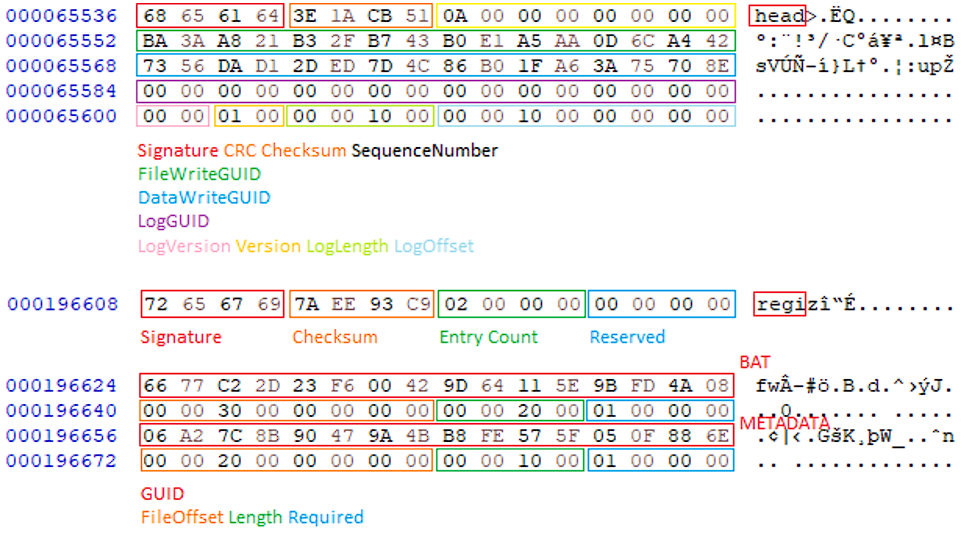 000065536 68 65 61 64 3E 1A CB 51 0A 00 00 00 00 00 00 00 head>.ËQ........
000065552 BA 3A A8 21 B3 2F B7 43 B0 E1 A5 AA 0D 6C A4 42 º:¨!³/·C°á¥ª.l¤B
000065568 73 56 DA D1 2D ED 7D 4C 86 B0 1F A6 3A 75 70 8E sVÚÑ-í}L†°.¦:upŽ
000065584 00 00 00 00 00 00 00 00 00 00 00 00 00 00 00 00 ................
000065600 00 00 01 00 00 00 10 00 00 00 10 00 00 00 00 00 ................
Signature CRC Checksum SequenceNumber
FileWriteGUID
DataWriteGUID
LogGUID
LogVersion Version LogLength LogOffset
000196608 72 65 67 69 7A EE 93 C9 02 00 00 00 00 00 00 00 regizî“É........
Signature Checksum Entry Count Reserved
BAT
000196624 66 77 C2 2D 23 F6 00 42 9D 64 11 5E 9B FD 4A 08 fwÂ-#ö.B.d.^›ýJ.
000196640 00 00 30 00 00 00 00 00 00 00 20 00 01 00 00 00 ..0....... .....
METADATA
000196656 06 A2 7C 8B 90 47 9A 4B B8 FE 57 5F 05 0F 88 6E .¢|‹.GšK¸þW_..ˆn
000196672 00 00 20 00 00 00 00 00 00 00 10 00 01 00 00 00 .. .............
GUID
FileOffset Length Required